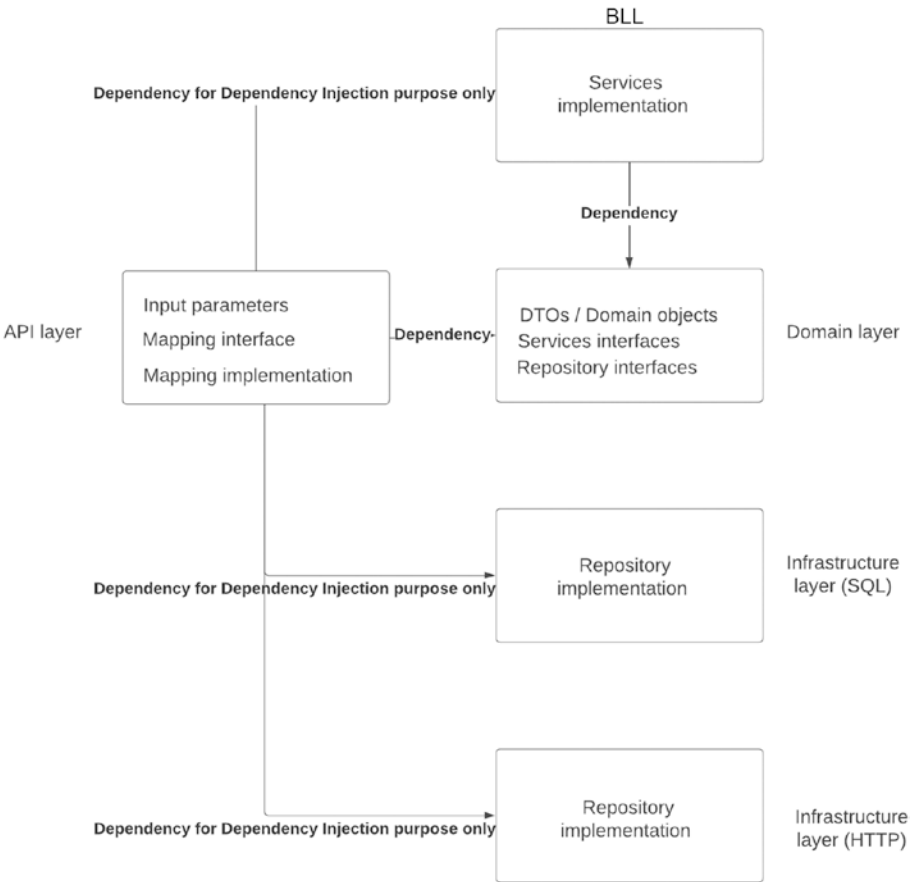 BLL
Dependency for Dependency Injection purpose only
Services
implementation
Dependency
API layer
Input parameters
Mapping interface
Mapping implementation
Dependency
DTOs / Domain objects
Services interfaces
Repository interfaces
Domain layer
Dependency for Dependency Injection purpose only
Repository
implementation
Infrastructure
layer (SQL)
Dependency for Dependency Injection purpose only
Repository
implementation
Infrastructure
layer (HTTP)